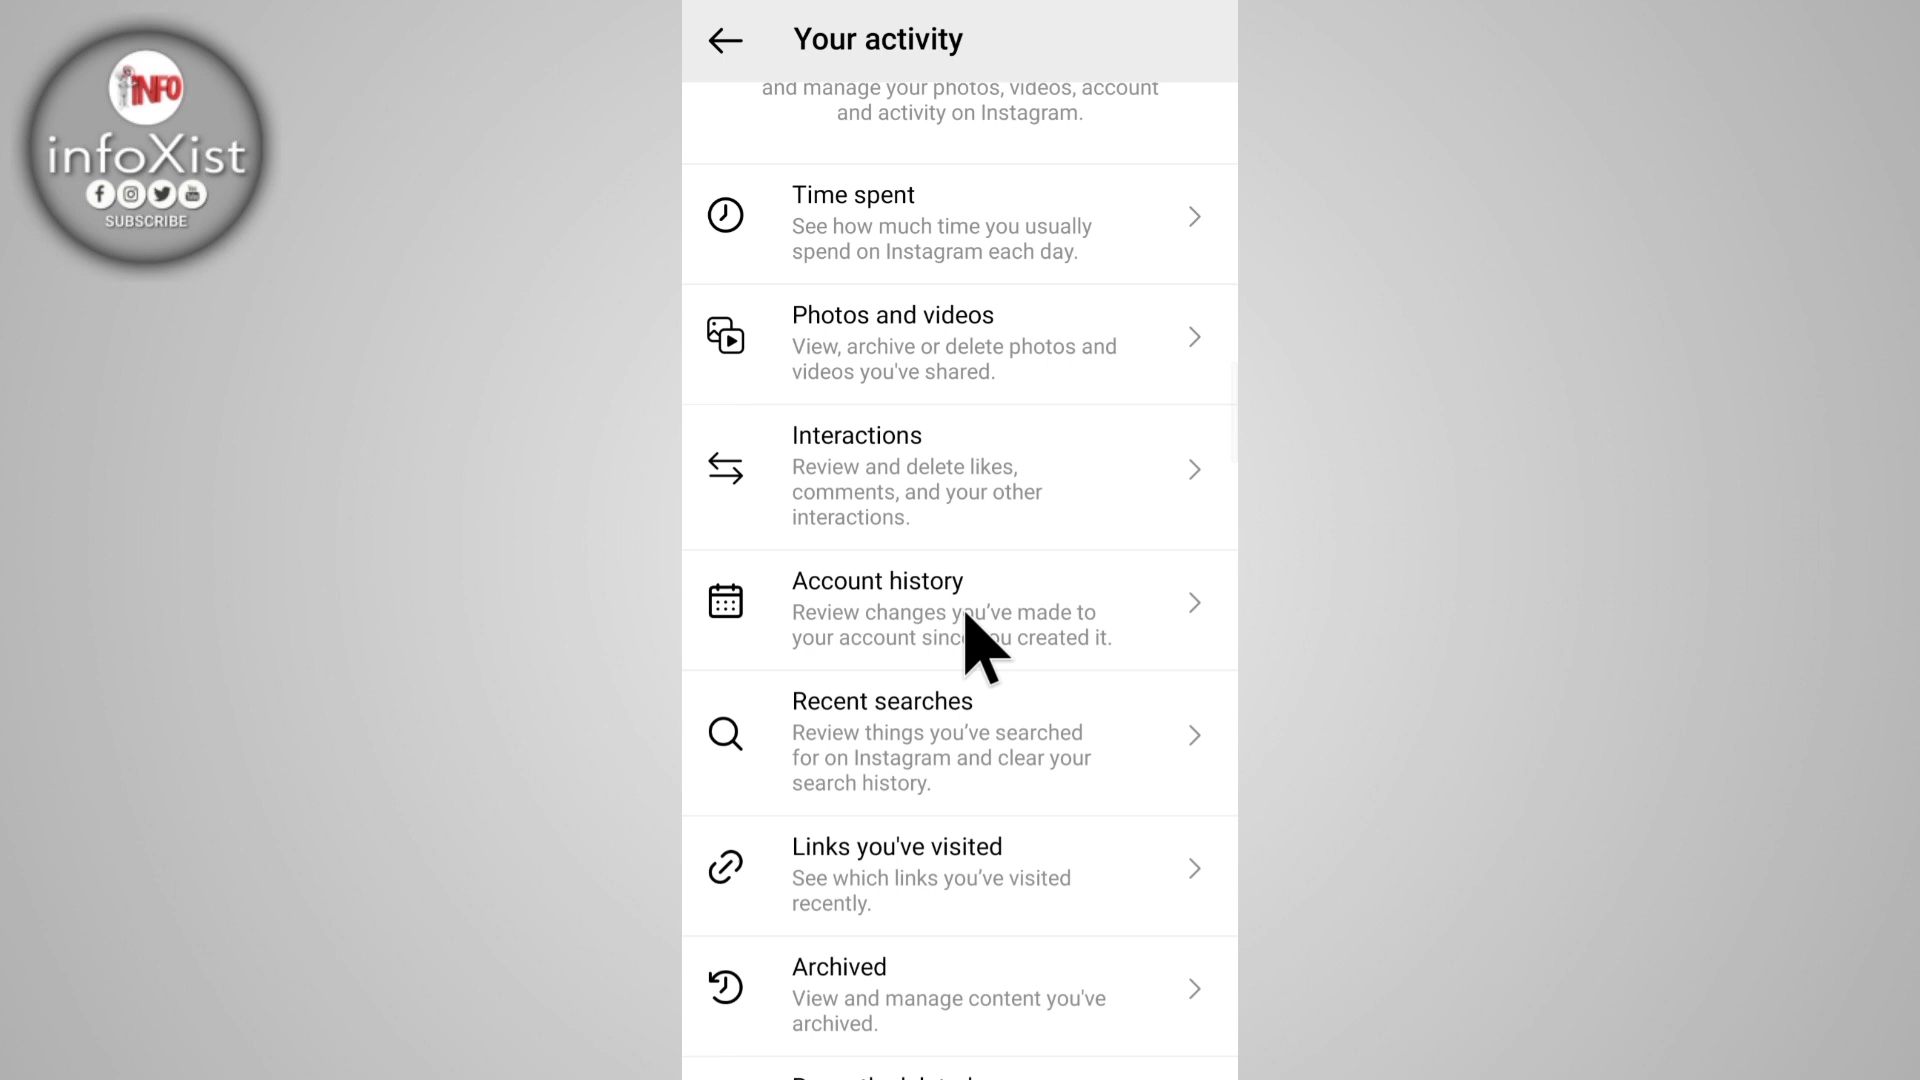 INFO
infoXist
SUBSCRIBE
Your activity
and manage your photos, videos, account
and activity on Instagram.
Time spent
See how much time you usually
spend on Instagram each day.
Photos and videos
View, archive or delete photos and
videos you've shared.
Interactions
Review and delete likes,
comments, and your other
interactions.
Account history
Review changes you’ve made to
your account since you created it.
Recent searches
Review things you’ve searched
for on Instagram and clear your
search history.
Links you've visited
See which links you’ve visited
recently.
Archived
View and manage content you've
archived.